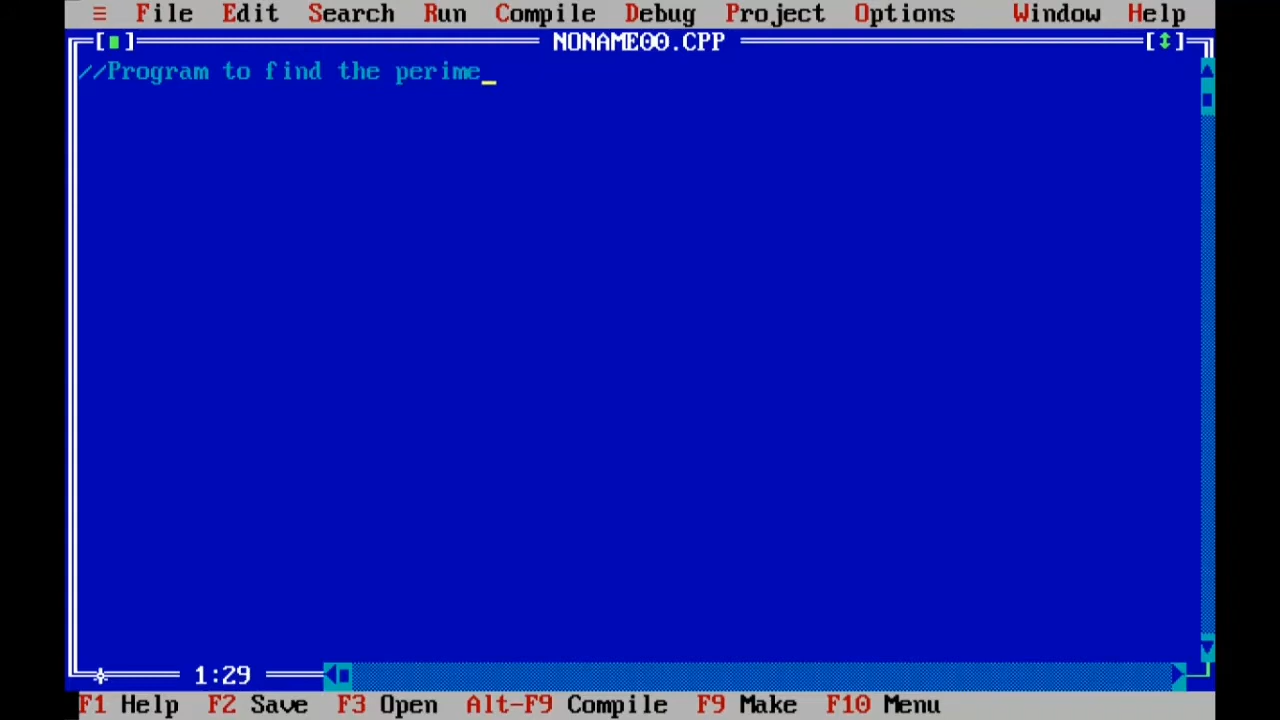 ≡ File Edit Search Run Compile Debug Project Options Window Help
[■] NONAME00.CPP [↕]
//Program to find the perime_
1:29
F1 Help F2 Save F3 Open Alt-F9 Compile F9 Make F10 Menu